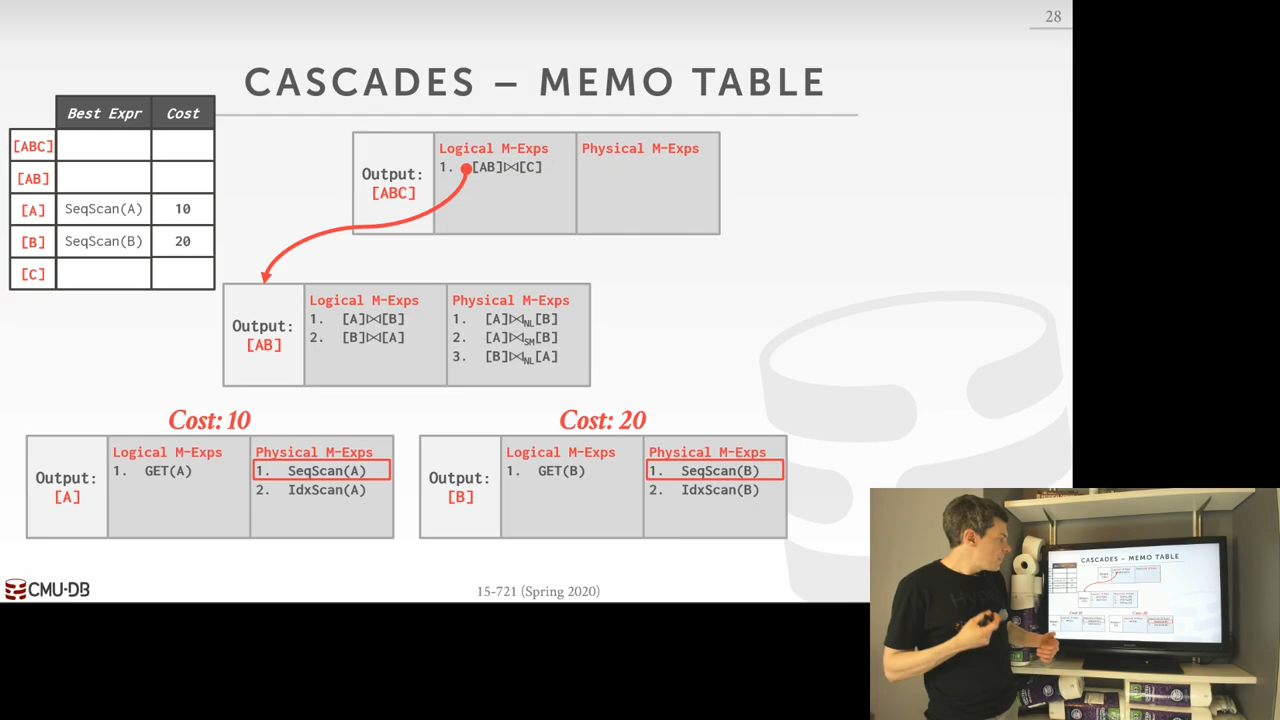 28
CASCADES – MEMO TABLE
Best Expr Cost
[ABC]
[AB]
[A] SeqScan(A) 10
[B] SeqScan(B) 20
[C]
Output:
[ABC]
Logical M-Exps
1. [AB]⋈[C]
Physical M-Exps
Output:
[AB]
Logical M-Exps
1. [A]⋈[B]
2. [B]⋈[A]
Physical M-Exps
1. [A]⋈NL[B]
2. [A]⋈SM[B]
3. [B]⋈NL[A]
Cost: 10
Output:
[A]
Logical M-Exps
1. GET(A)
Physical M-Exps
1. SeqScan(A)
2. IdxScan(A)
Cost: 20
Output:
[B]
Logical M-Exps
1. GET(B)
Physical M-Exps
1. SeqScan(B)
2. IdxScan(B)
CMU·DB
15-721 (Spring 2020)
CASCADES – MEMO TABLE